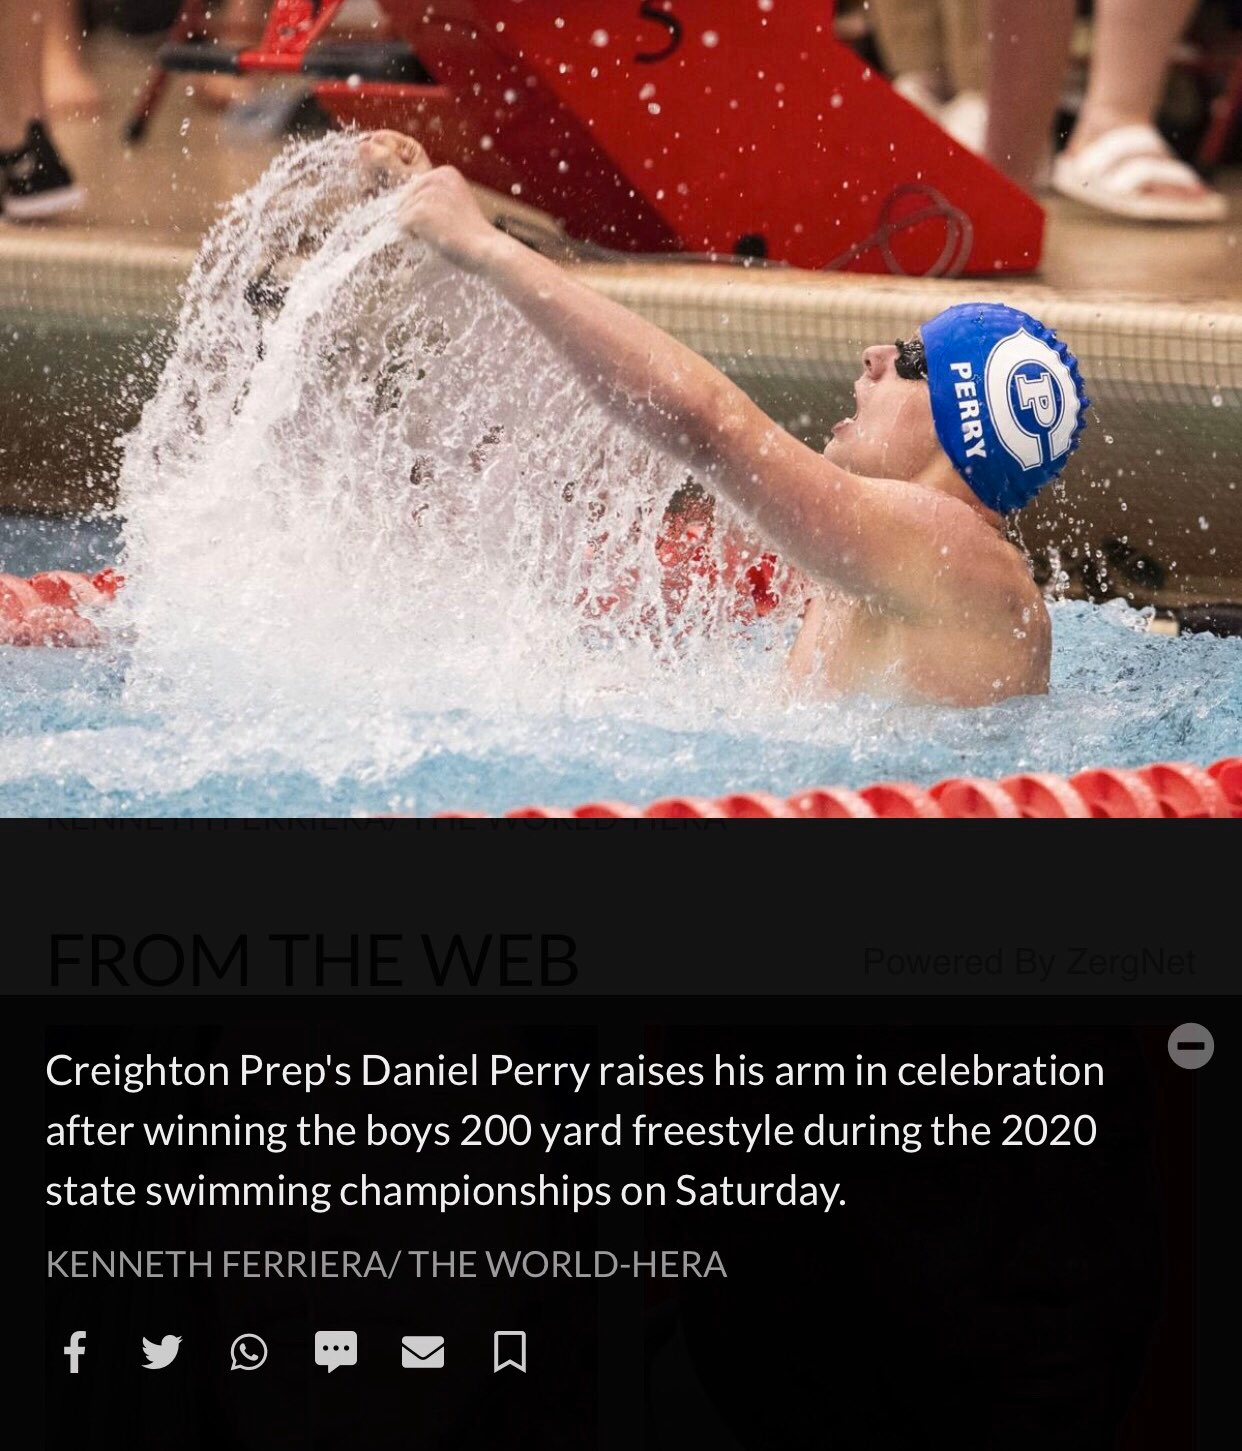 5
PERRY
CP
KENNETH FERRIERA/ THE WORLD-HERA
FROM THE WEB
Powered By ZergNet
Creighton Prep's Daniel Perry raises his arm in celebration
after winning the boys 200 yard freestyle during the 2020
state swimming championships on Saturday.
KENNETH FERRIERA/ THE WORLD-HERA